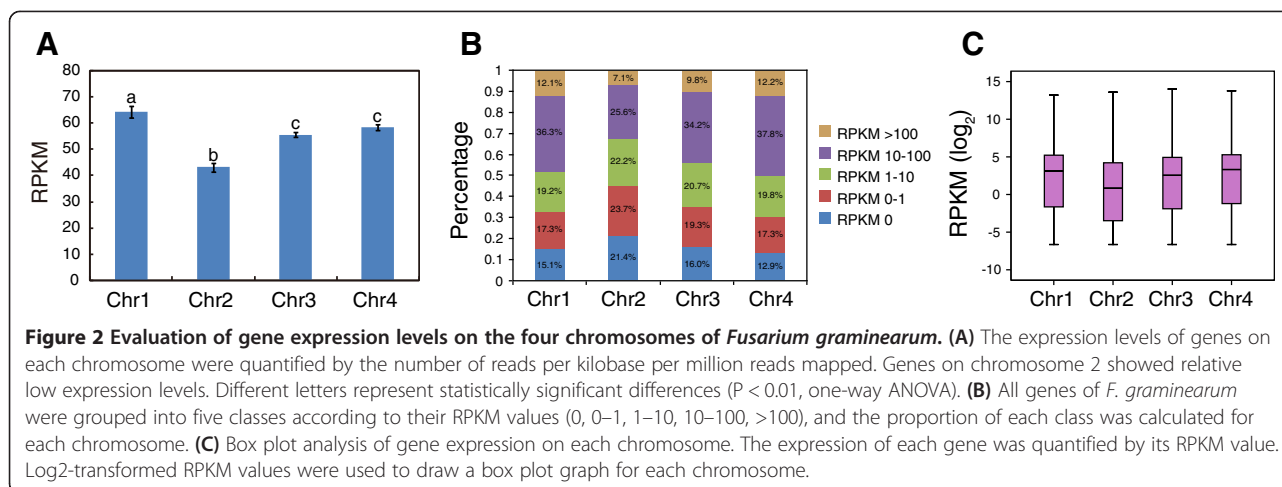 A
RPKM
80
70
60
50
40
30
20
10
0
a
b
c
c
Chr1 Chr2 Chr3 Chr4
B
Percentage
1
0.9
0.8
0.7
0.6
0.5
0.4
0.3
0.2
0.1
0
12.1% 7.1% 9.8% 12.2%
36.3% 25.6% 34.2% 37.8%
19.2% 22.2% 20.7% 19.8%
17.3% 23.7% 19.3% 17.3%
15.1% 21.4% 16.0% 12.9%
Chr1 Chr2 Chr3 Chr4
RPKM >100
RPKM 10-100
RPKM 1-10
RPKM 0-1
RPKM 0
C
RPKM (log2)
15
10
5
0
-5
-10
Chr1 Chr2 Chr3 Chr4
Figure 2 Evaluation of gene expression levels on the four chromosomes of Fusarium graminearum. (A) The expression levels of genes on
each chromosome were quantified by the number of reads per kilobase per million reads mapped. Genes on chromosome 2 showed relative
low expression levels. Different letters represent statistically significant differences (P < 0.01, one-way ANOVA). (B) All genes of F. graminearum
were grouped into five classes according to their RPKM values (0, 0–1, 1–10, 10–100, >100), and the proportion of each class was calculated for
each chromosome. (C) Box plot analysis of gene expression on each chromosome. The expression of each gene was quantified by its RPKM value.
Log2-transformed RPKM values were used to draw a box plot graph for each chromosome.